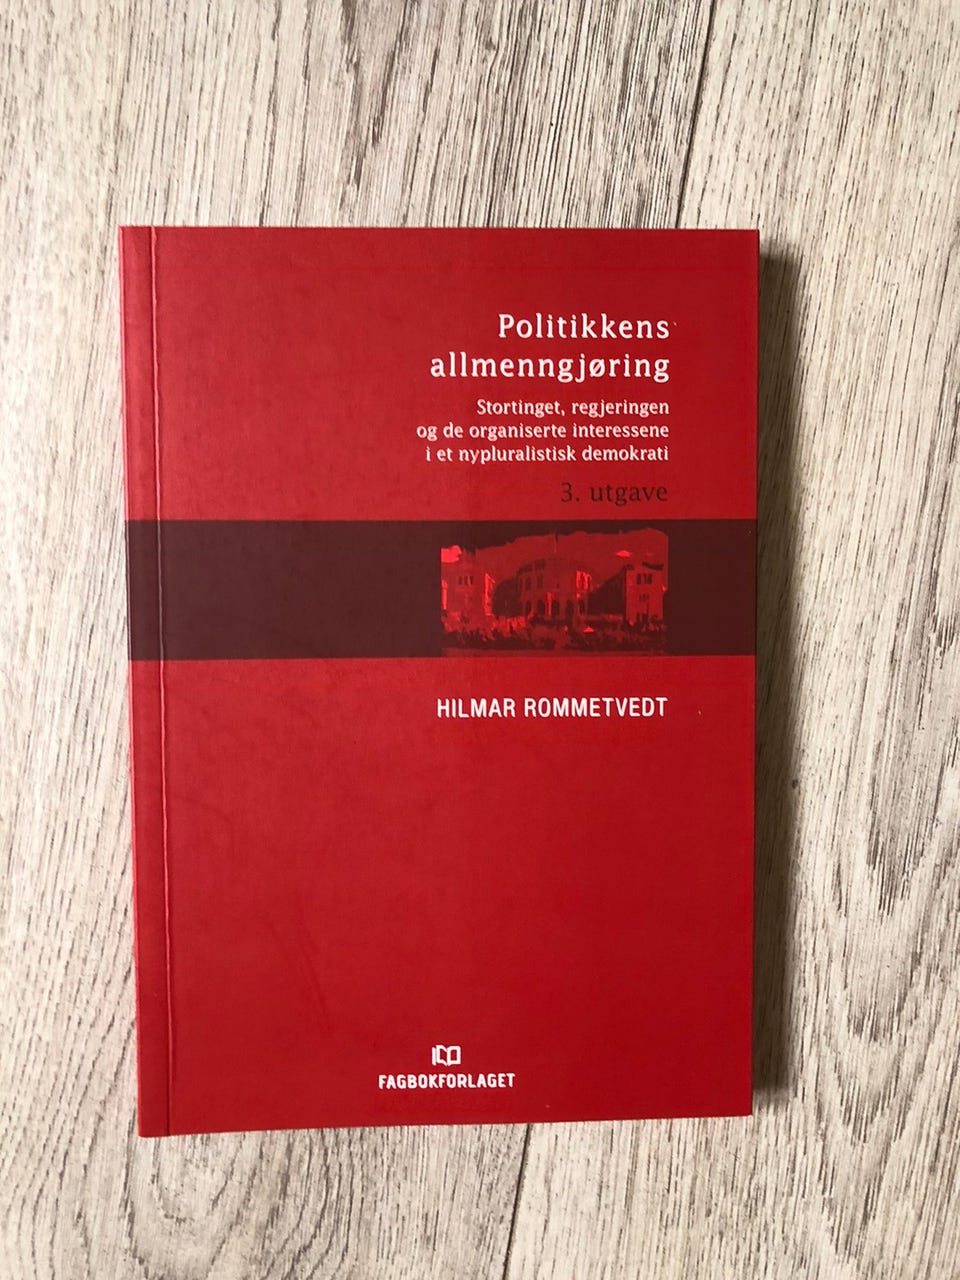 Politikkens
allmenngjøring
Stortinget, regjeringen
og de organiserte interessene
i et nypluralistisk demokrati
3. utgave
HILMAR ROMMETVEDT
FAGBOKFORLAGET